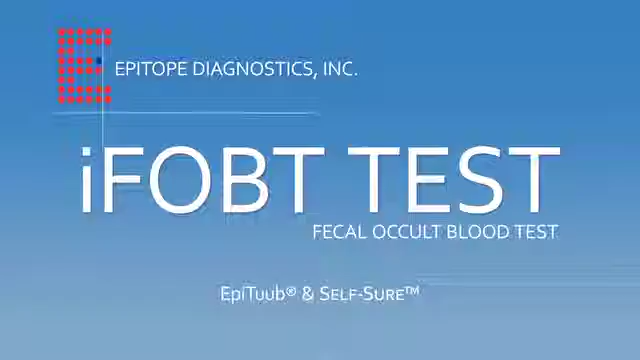 EPITOPE DIAGNOSTICS, INC.
iFOBT TEST
FECAL OCCULT BLOOD TEST
EpiTuub® & SELF-SURE™